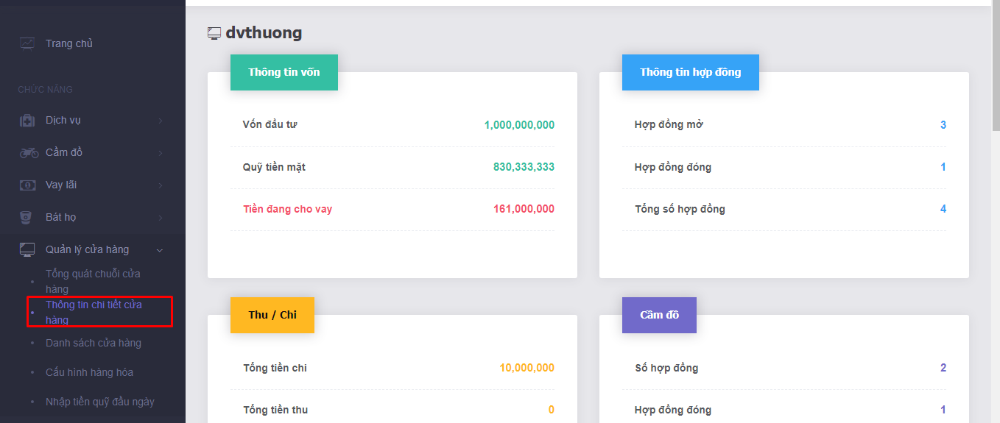 Trang chủ
CHỨC NĂNG
Dịch vụ
Cầm đồ
Vay lãi
Bát họ
Quản lý cửa hàng
Tổng quát chuỗi cửa
hàng
Thông tin chi tiết cửa
hàng
Danh sách cửa hàng
Cấu hình hàng hóa
Nhập tiền quỹ đầu ngày
dvthuong
Thông tin vốn
Vốn đầu tư 1,000,000,000
Quỹ tiền mặt 830,333,333
Tiền đang cho vay 161,000,000
Thông tin hợp đồng
Hợp đồng mở 3
Hợp đồng đóng 1
Tổng số hợp đồng 4
Thu / Chi
Tổng tiền chi 10,000,000
Tổng tiền thu 0
Cầm đồ
Số hợp đồng 2
Hợp đồng đóng 1